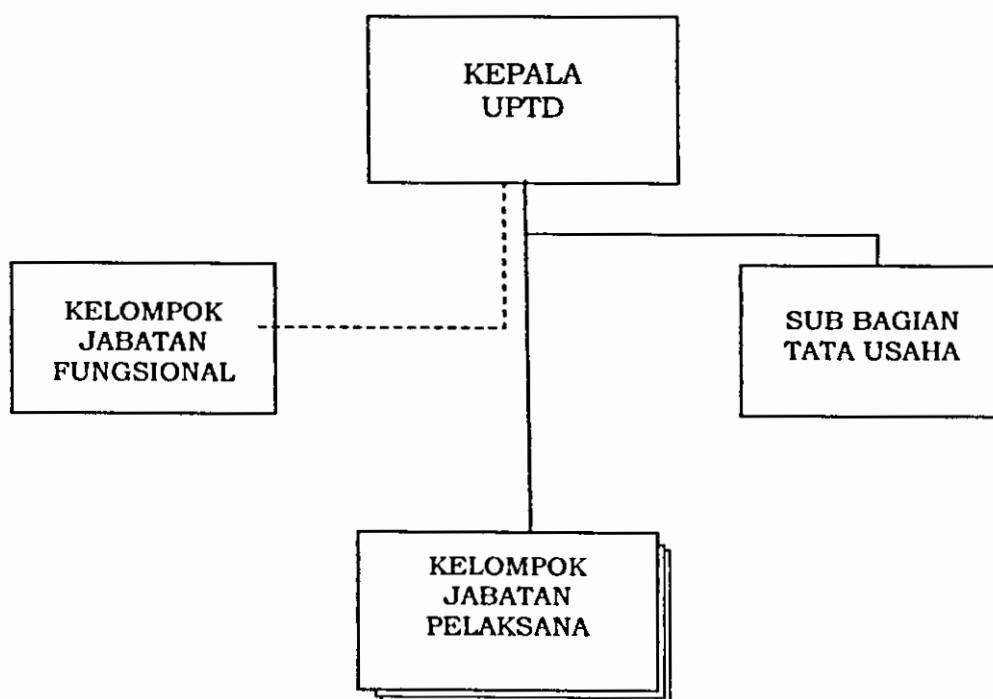 KEPALA
UPTD
KELOMPOK
JABATAN
FUNGSIONAL
SUB BAGIAN
TATA USAHA
KELOMPOK
JABATAN
PELAKSANA